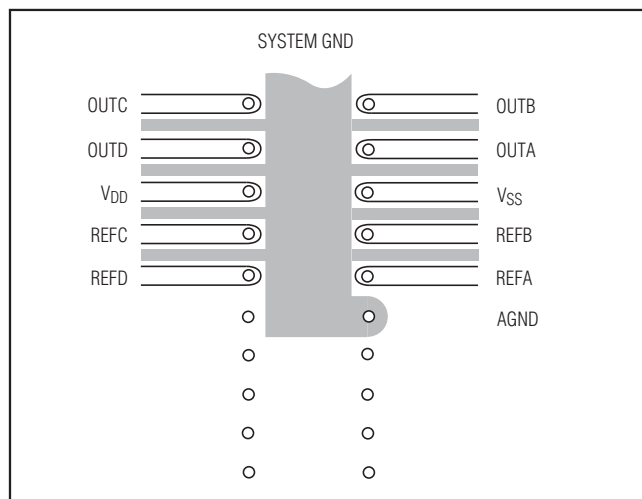 SYSTEM GND
OUTC OUTB
OUTD OUTA
VDD VSS
REFC REFB
REFD REFA
AGND